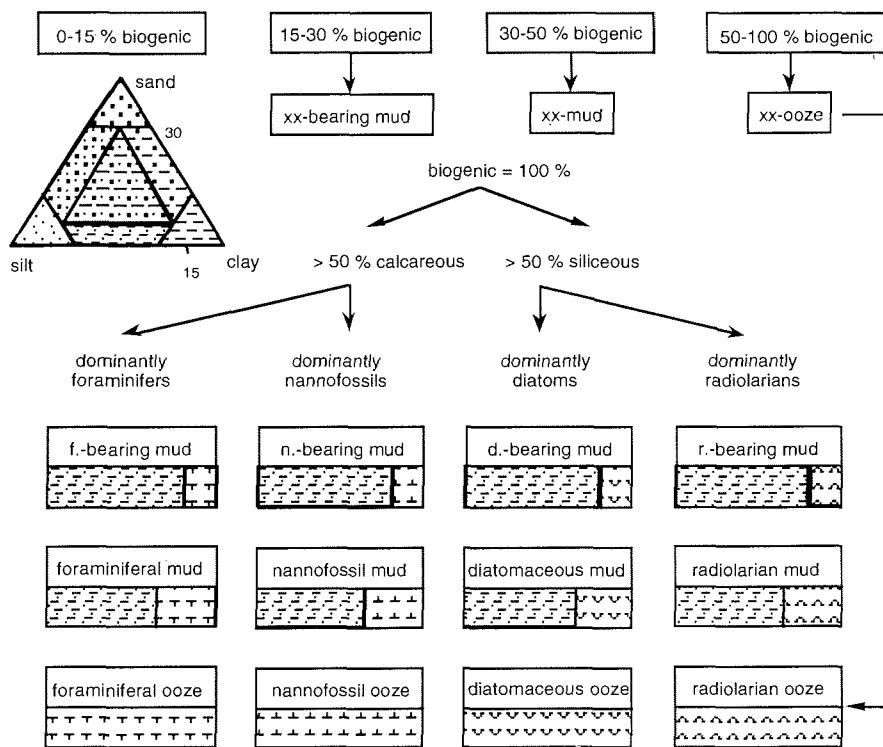 0-15 % biogenic
15-30 % biogenic
30-50 % biogenic
50-100 % biogenic
sand
xx-bearing mud
xx-mud
xx-ooze
30
biogenic = 100 %
silt
15
clay
> 50 % calcareous
> 50 % siliceous
dominantly
foraminifers
dominantly
nannofossils
dominantly
diatoms
dominantly
radiolarians
f.-bearing mud
n.-bearing mud
d.-bearing mud
r.-bearing mud
foraminiferal mud
nannofossil mud
diatomaceous mud
radiolarian mud
foraminiferal ooze
nannofossil ooze
diatomaceous ooze
radiolarian ooze